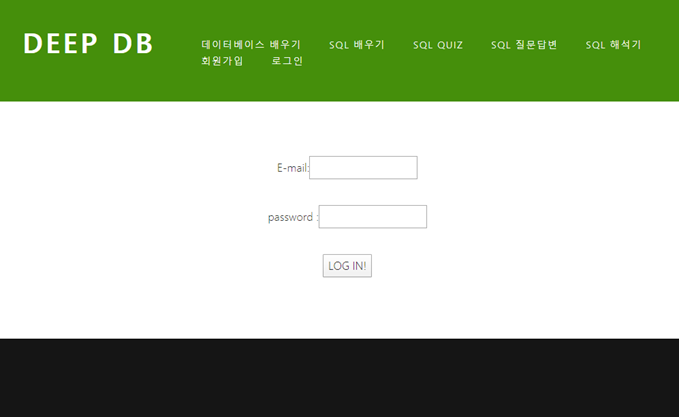 DEEP DB
데이터베이스 배우기 SQL 배우기 SQL QUIZ SQL 질문답변 SQL 해석기
회원가입 로그인
E-mail:
password :
LOG IN!